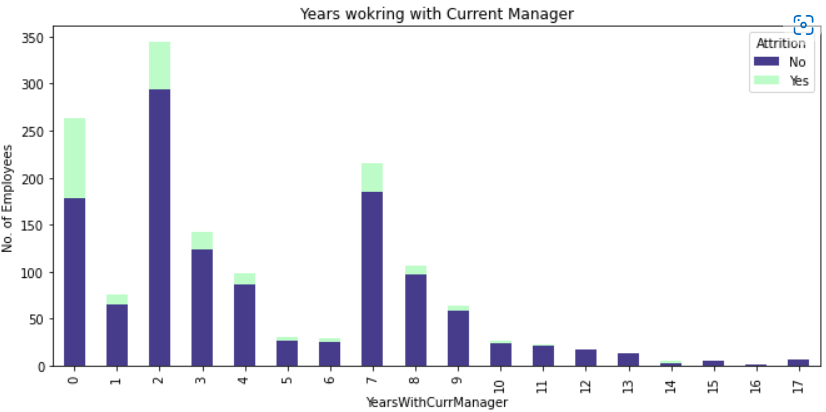 Years wokring with Current Manager
Attrition
No
Yes
350
300
250
200
150
100
50
0
No. of Employees
0 1 2 3 4 5 6 7 8 9 10 11 12 13 14 15 16 17
YearsWithCurrManager